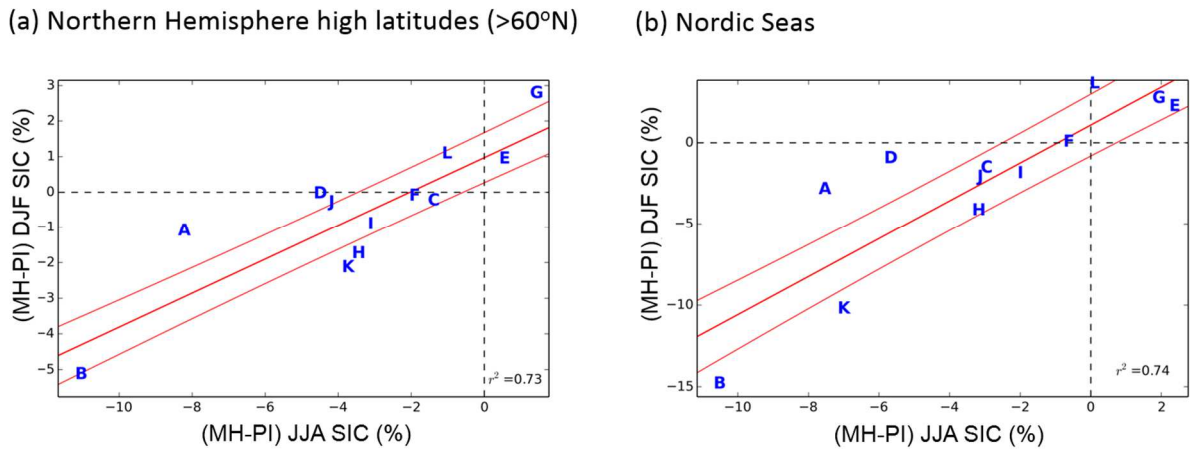 (a) Northern Hemisphere high latitudes (>60°N)
(MH-PI) DJF SIC (%)
3
2
1
0
−1
−2
−3
−4
−5
G
L
E
D
J
F
C
A
I
H
K
B
r² =0.73
−10
−8
−6
−4
−2
0
(MH-PI) JJA SIC (%)
(b) Nordic Seas
(MH-PI) DJF SIC (%)
0
−5
−10
−15
L
G
E
F
D
C
J
I
A
H
K
B
r² =0.74
−10
−8
−6
−4
−2
0
2
(MH-PI) JJA SIC (%)